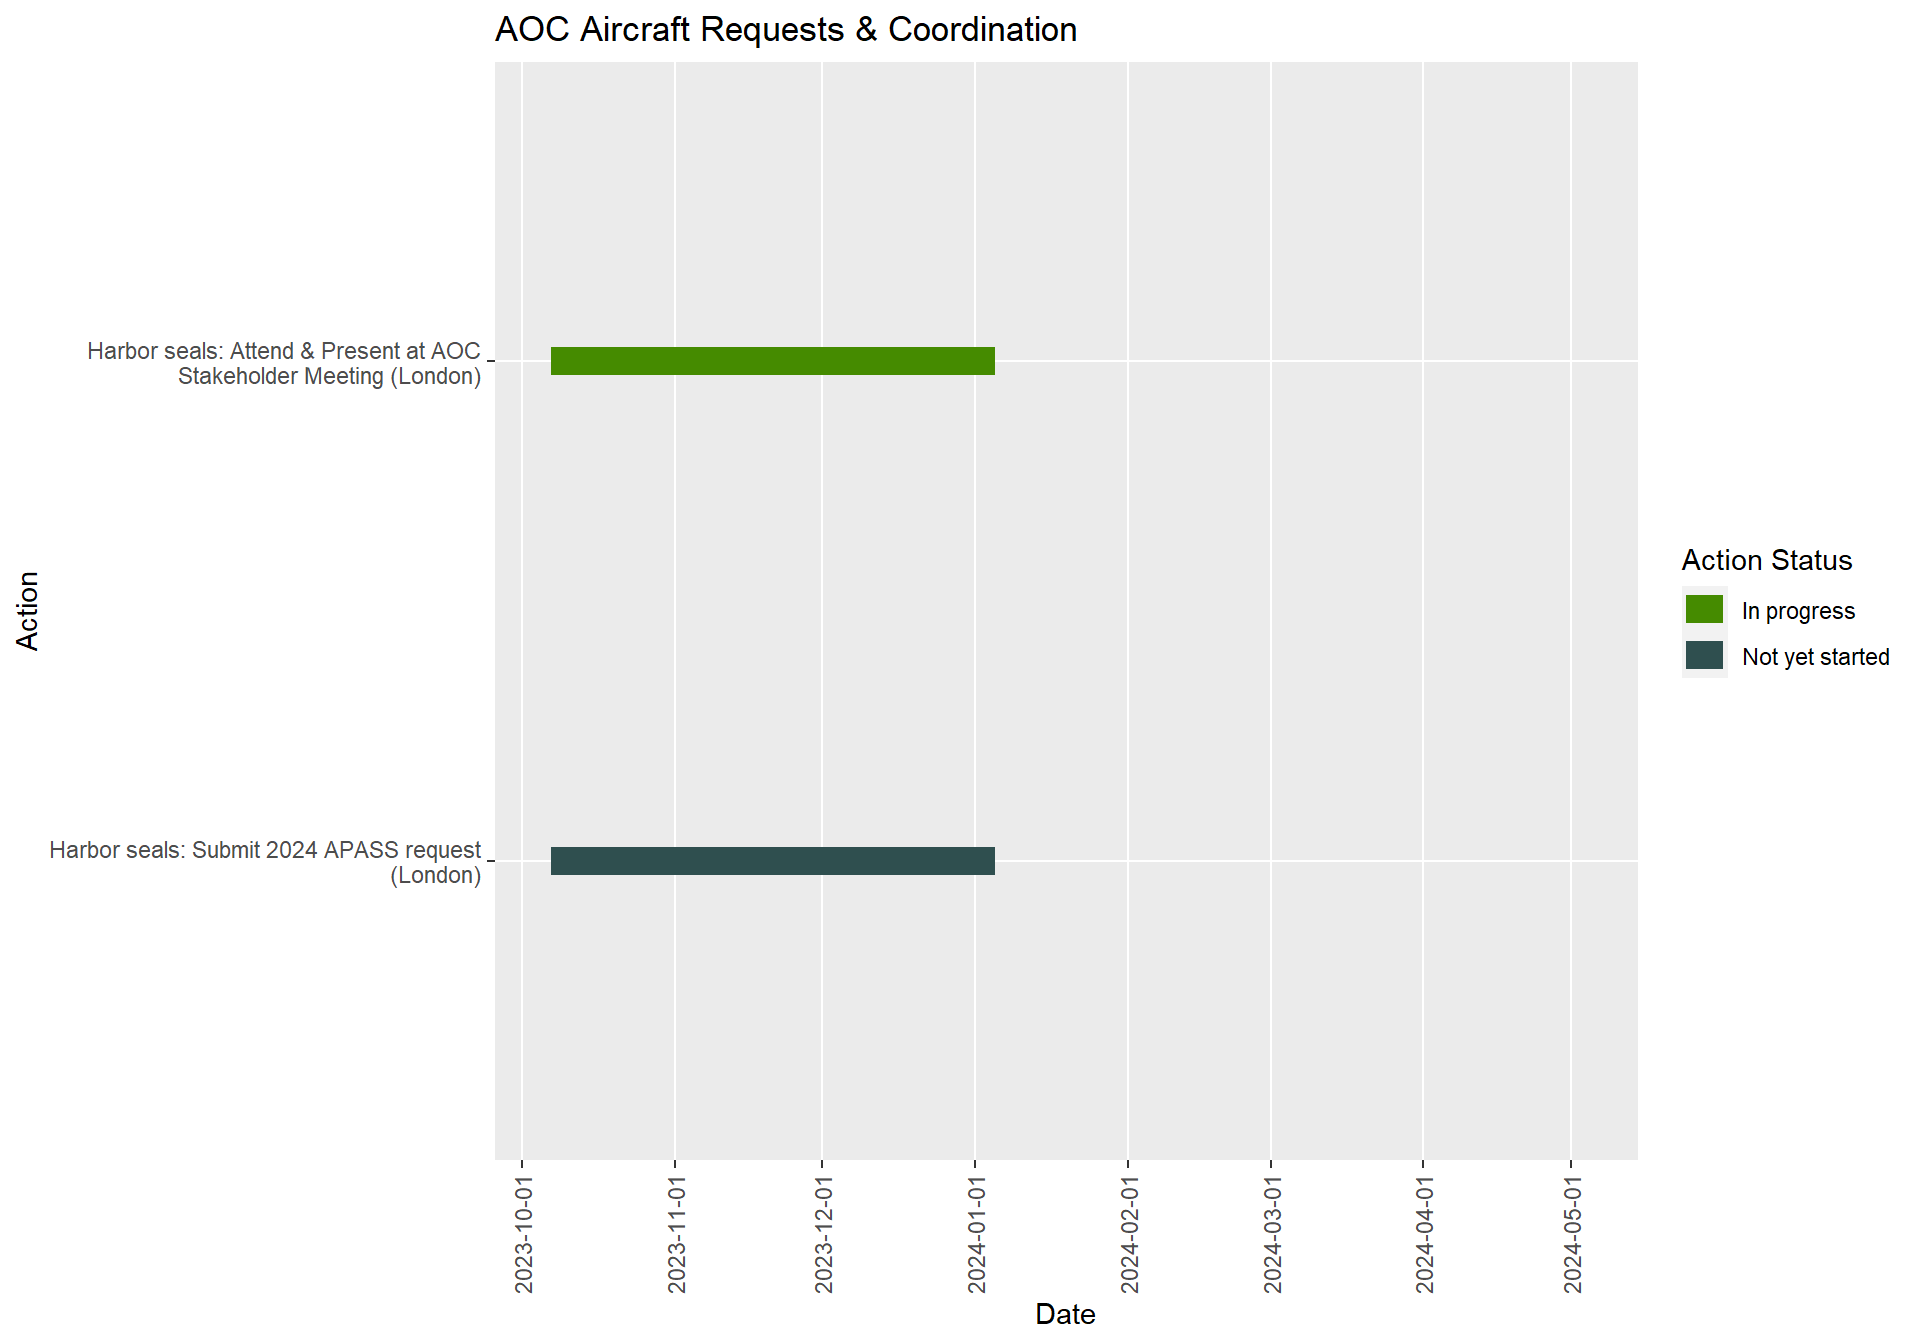 AOC Aircraft Requests & Coordination
Harbor seals: Attend & Present at AOC
Stakeholder Meeting (London)
Harbor seals: Submit 2024 APASS request
(London)
Action
Action Status
In progress
Not yet started
2023-10-01
2023-11-01
2023-12-01
2024-01-01
2024-02-01
2024-03-01
2024-04-01
2024-05-01
Date